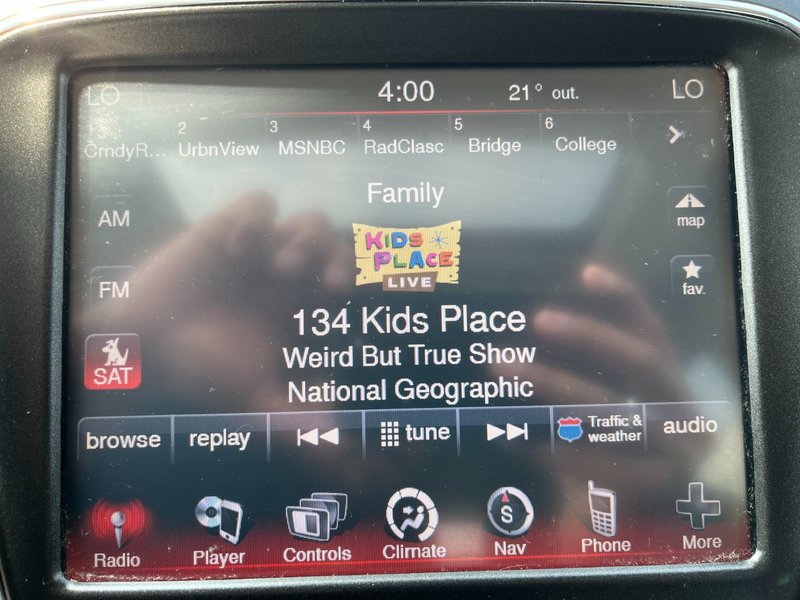 LO 4:00 21° out. LO
1 2 3 4 5 6
CmdyR... UrbnView MSNBC RadClasc Bridge College
Family
AM
map
KIDS
PLACE
LIVE
FM
fav.
134 Kids Place
Weird But True Show
SAT
National Geographic
browse replay tune Traffic & weather audio
S
Radio Player Controls Climate Nav Phone More